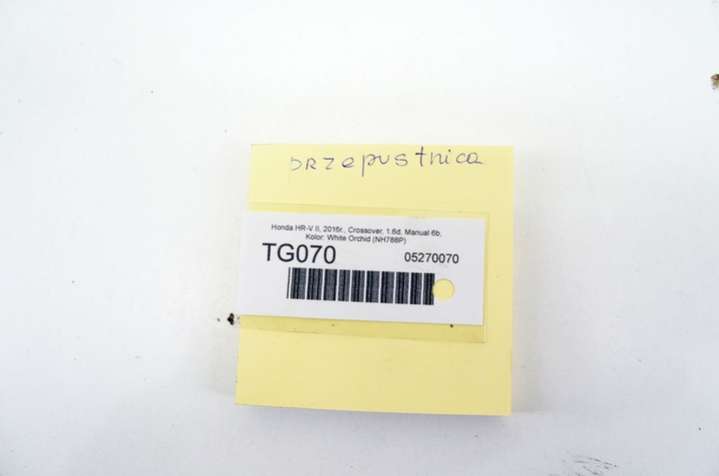 przepustnica
Honda HR-V II, 2016r., Crossover, 1.6d, Manual 6b,
Kolor: White Orchid (NH788P)
TG070 05270070